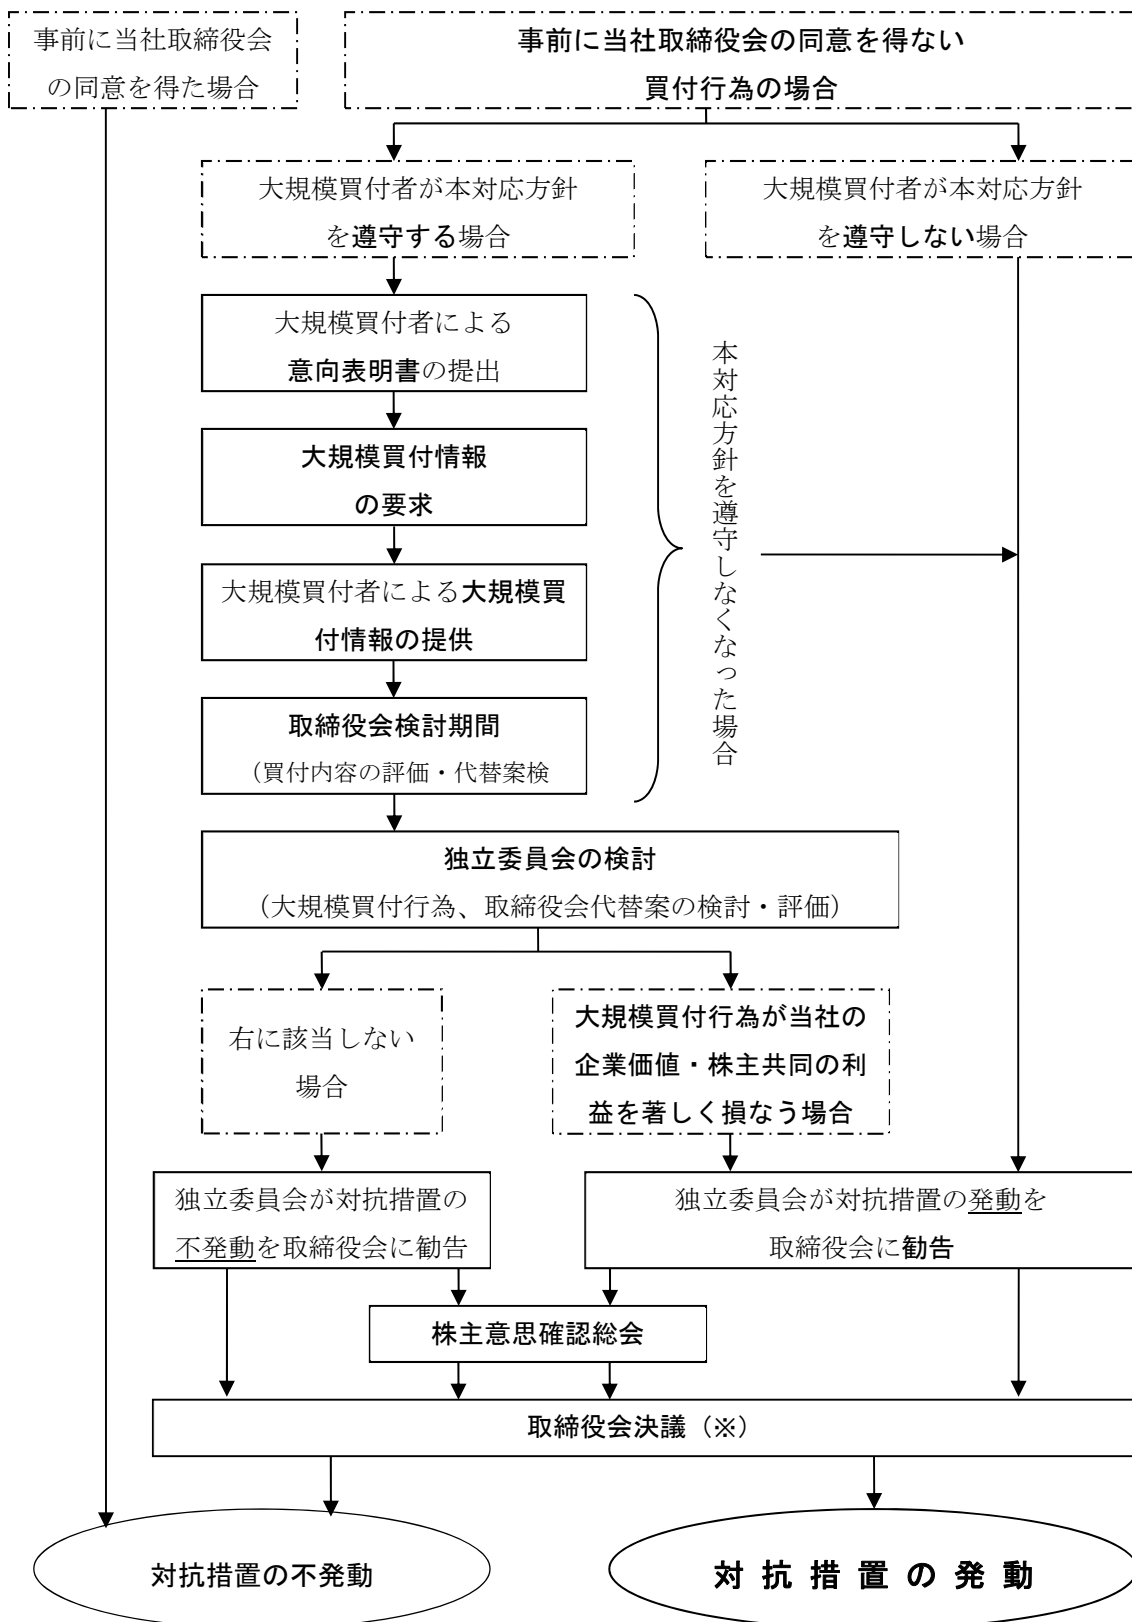 事前に当社取締役会
の同意を得た場合
事前に当社取締役会の同意を得ない
買付行為の場合
大規模買付者が本対応方針
を遵守する場合
大規模買付者が本対応方針
を遵守しない場合
大規模買付者による
意向表明書の提出
大規模買付情報
の要求
大規模買付者による大規模買
付情報の提供
取締役会検討期間
（買付内容の評価・代替案検
本対応方針を遵守しなくなった場合
独立委員会の検討
（大規模買付行為、取締役会代替案の検討・評価）
右に該当しない
場合
大規模買付行為が当社の
企業価値・株主共同の利
益を著しく損なう場合
独立委員会が対抗措置の
不発動を取締役会に勧告
独立委員会が対抗措置の発動を
取締役会に勧告
株主意思確認総会
取締役会決議（※）
対抗措置の不発動
対抗措置の発動